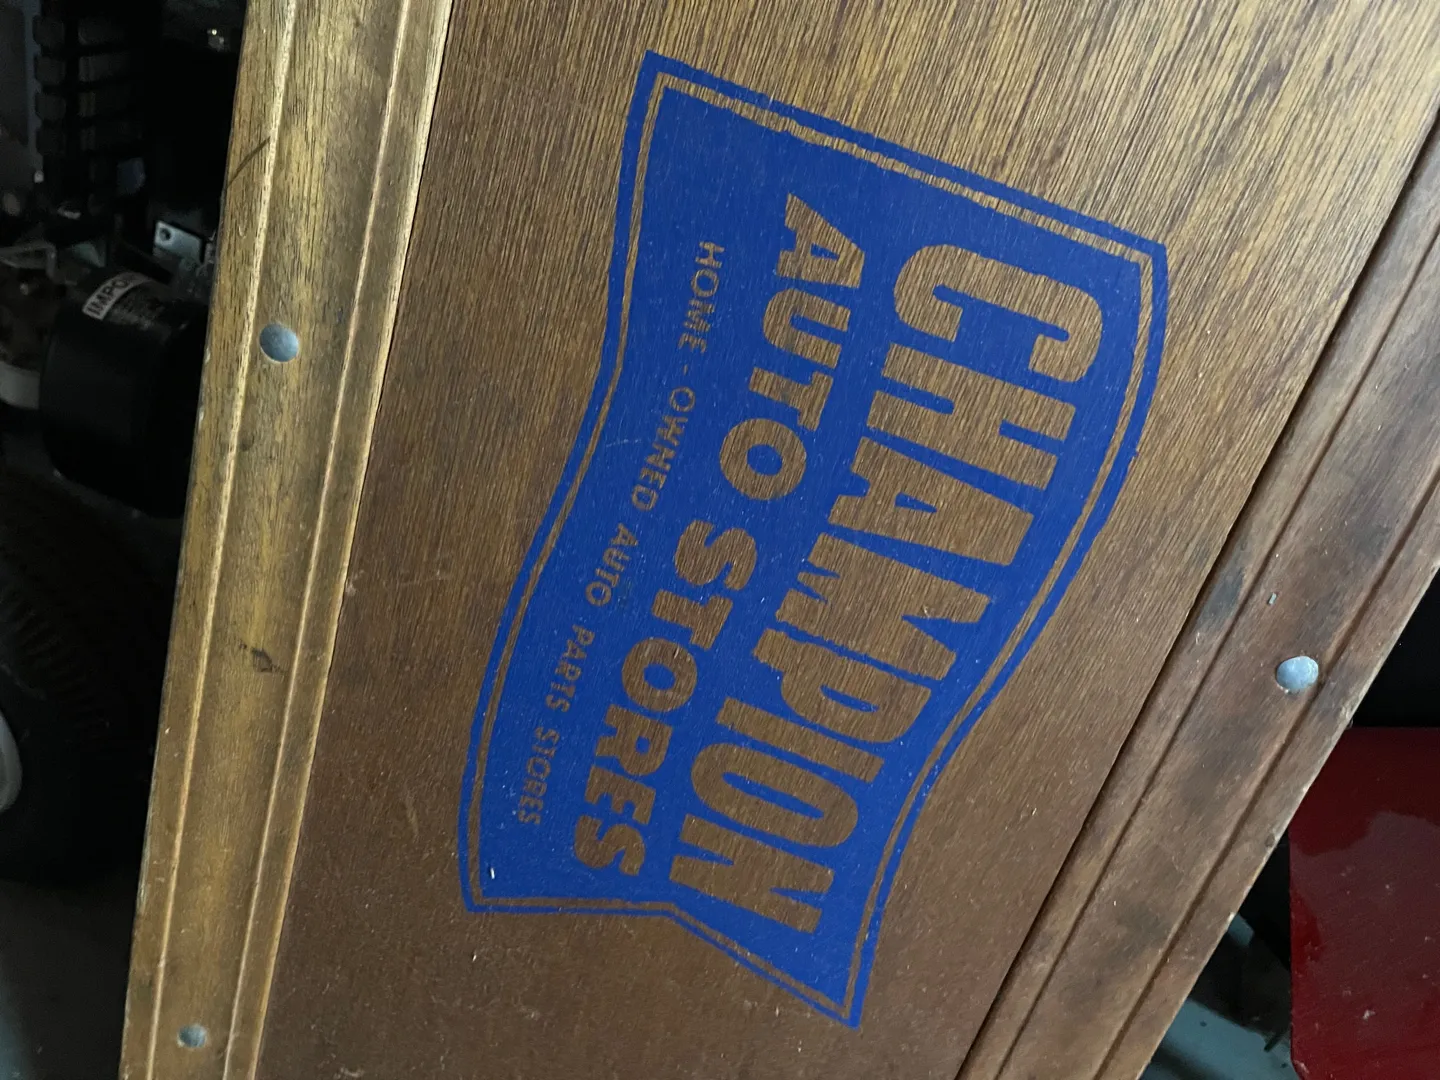 CHAMPION
AUTO STORES
HOME-OWNED AUTO PARTS STORES